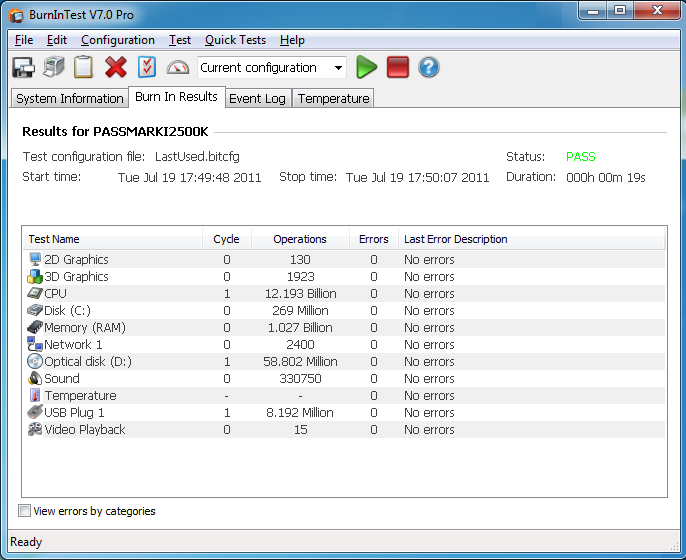 BurnInTest V7.0 Pro
File Edit Configuration Test Quick Tests Help
Current configuration
System Information Burn In Results Event Log Temperature
Results for PASSMARKI2500K
Test configuration file: LastUsed.bitcfg Status: PASS
Start time: Tue Jul 19 17:49:48 2011 Stop time: Tue Jul 19 17:50:07 2011 Duration: 000h 00m 19s
Test Name Cycle Operations Errors Last Error Description
2D Graphics 0 130 0 No errors
3D Graphics 0 1923 0 No errors
CPU 1 12.193 Billion 0 No errors
Disk (C:) 0 269 Million 0 No errors
Memory (RAM) 0 1.027 Billion 0 No errors
Network 1 0 2400 0 No errors
Optical disk (D:) 1 58.802 Million 0 No errors
Sound 0 330750 0 No errors
Temperature - - 0 No errors
USB Plug 1 1 8.192 Million 0 No errors
Video Playback 0 15 0 No errors
View errors by categories
Ready